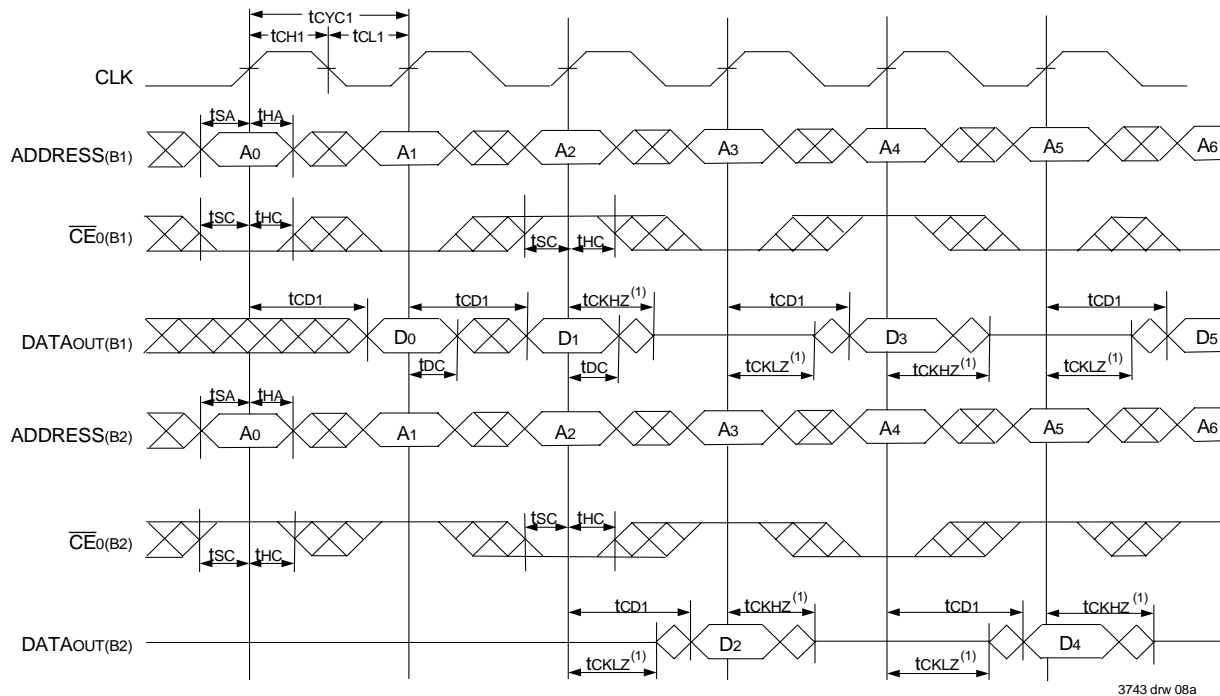 tCYC1
tCH1 tCL1
CLK
tSA tHA
ADDRESS(B1) A0 A1 A2 A3 A4 A5 A6
tSC tHC
CE0(B1)
tSC tHC
tCD1 tCD1 tCKHZ(1) tCD1 tCD1
DATAOUT(B1) D0 D1 D3 D5
tDC tDC tCKLZ(1) tCKHZ(1) tCKLZ(1)
tSA tHA
ADDRESS(B2) A0 A1 A2 A3 A4 A5 A6
tSC tHC
CE0(B2)
tSC tHC
tCD1 tCKHZ(1) tCD1 tCKHZ(1)
DATAOUT(B2) D2 D4
tCKLZ(1) tCKLZ(1)
3743 drw 08a